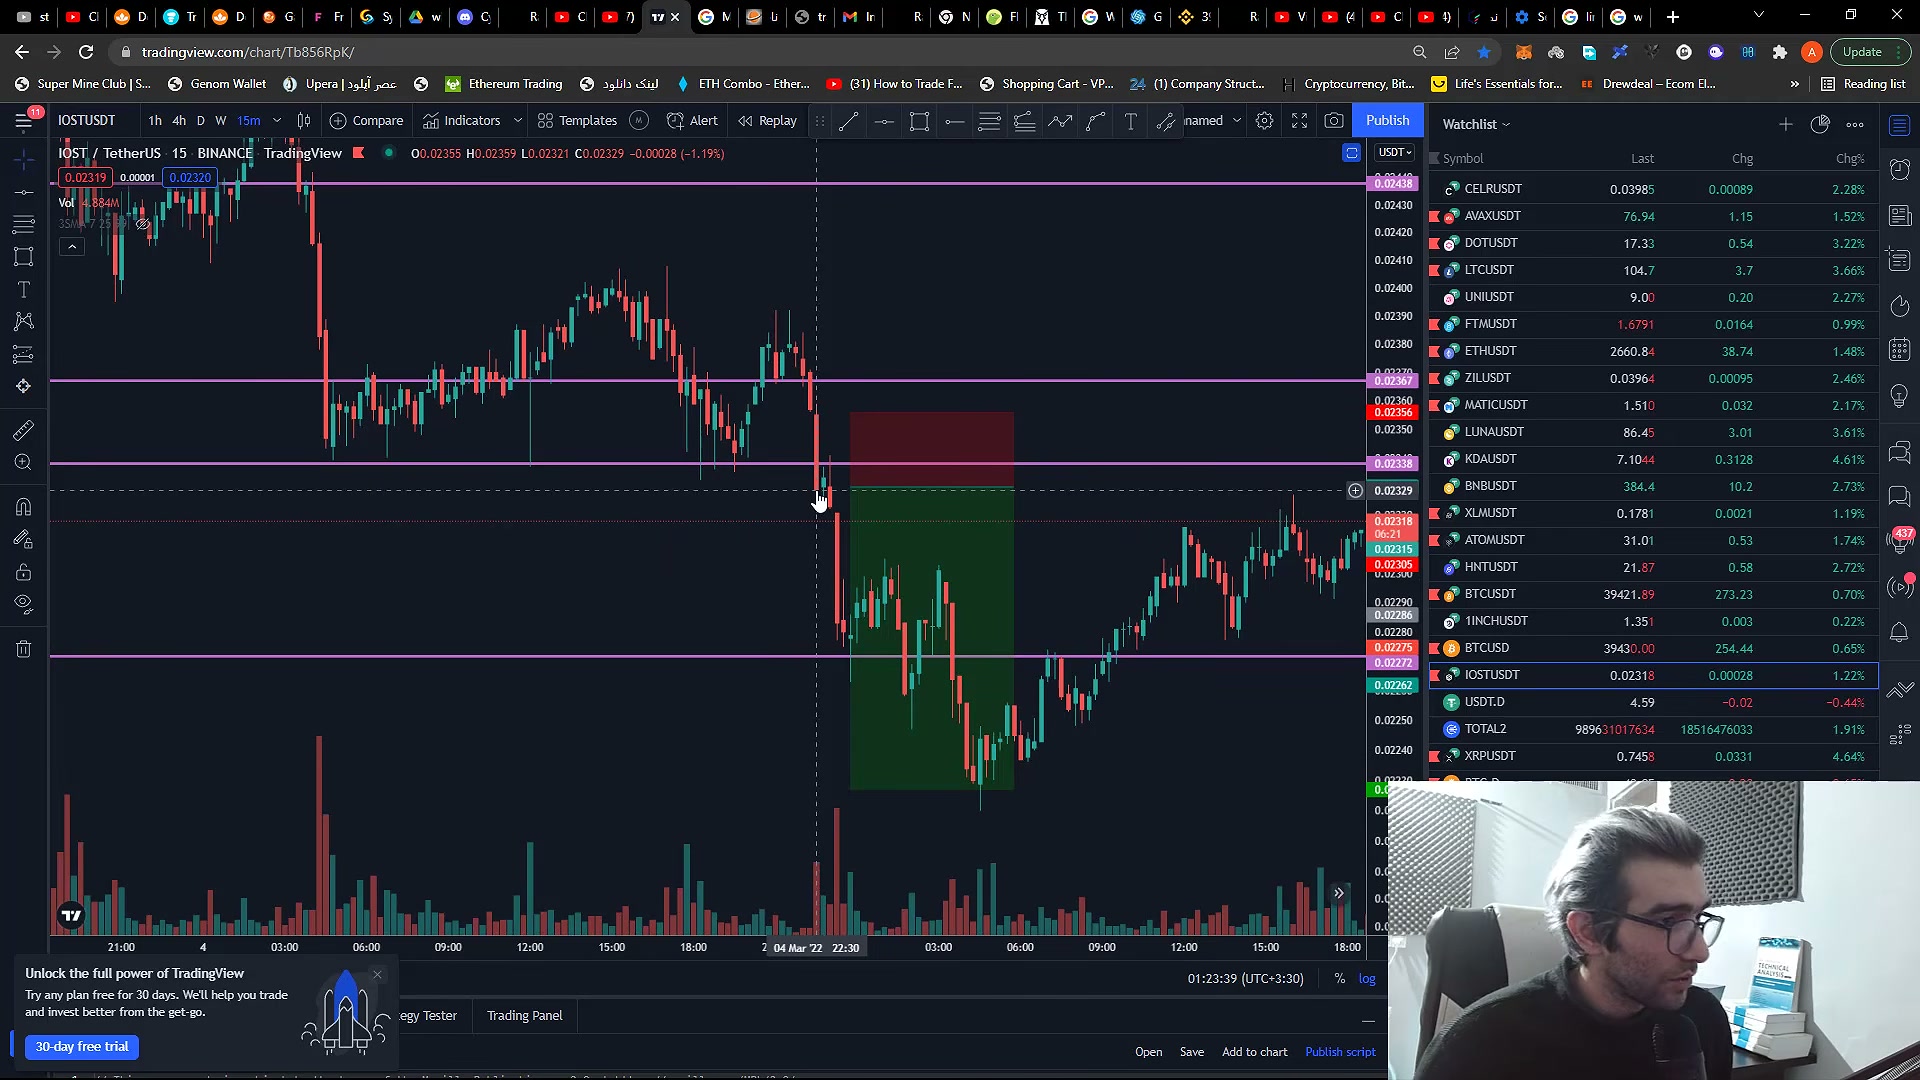 tradingview.com/chart/Tb856RpK/
Update
Super Mine Club | S...
Genom Wallet
Upera | عصر آپلود
Ethereum Trading
لینک دانلود
ETH Combo - Ether...
(31) How to Trade F...
Shopping Cart - VP...
(1) Company Struct...
Cryptocurrency, Bit...
Life's Essentials for...
Drewdeal – Ecom El...
Reading list
11
IOSTUSDT
1h 4h D W 15m
Compare
Indicators
Templates
Alert
Replay
Publish
IOST / TetherUS · 15 · BINANCE · TradingView
O0.02355 H0.02359 L0.02321 C0.02329 −0.00028 (−1.19%)
USDT
0.02319 0.00001 0.02320
Vol 4.884M
0.02438
0.02430
0.02420
0.02410
0.02400
0.02390
0.02380
0.02367
0.02360
0.02356
0.02350
0.02338
0.02329
0.02318
06:21
0.02315
0.02305
0.02300
0.02290
0.02286
0.02280
0.02275
0.02272
0.02262
0.02250
0.02240
21:00 4 03:00 06:00 09:00 12:00 15:00 18:00 04 Mar '22 22:30 03:00 06:00 09:00 12:00 15:00 18:00
01:23:39 (UTC+3:30) % log
Unlock the full power of TradingView
Try any plan free for 30 days. We'll help you trade
and invest better from the get-go.
30-day free trial
Trading Panel
Open Save Add to chart Publish script
Watchlist
Symbol Last Chg Chg%
CELRUSDT 0.03985 0.00089 2.28%
AVAXUSDT 76.94 1.15 1.52%
DOTUSDT 17.33 0.54 3.22%
LTCUSDT 104.7 3.7 3.66%
UNIUSDT 9.00 0.20 2.27%
FTMUSDT 1.6791 0.0164 0.99%
ETHUSDT 2660.84 38.74 1.48%
ZILUSDT 0.03964 0.00095 2.46%
MATICUSDT 1.510 0.032 2.17%
LUNAUSDT 86.45 3.01 3.61%
KDAUSDT 7.1044 0.3128 4.61%
BNBUSDT 384.4 10.2 2.73%
XLMUSDT 0.1781 0.0021 1.19%
ATOMUSDT 31.01 0.53 1.74%
HNTUSDT 21.87 0.58 2.72%
BTCUSDT 39421.89 273.23 0.70%
1INCHUSDT 1.351 0.003 0.22%
BTCUSD 39430.00 254.44 0.65%
IOSTUSDT 0.02318 0.00028 1.22%
USDT.D 4.59 −0.02 −0.44%
TOTAL2 989631017634 18516476033 1.91%
XRPUSDT 0.7458 0.0331 4.64%
437
TECHNICAL
ANALYSIS